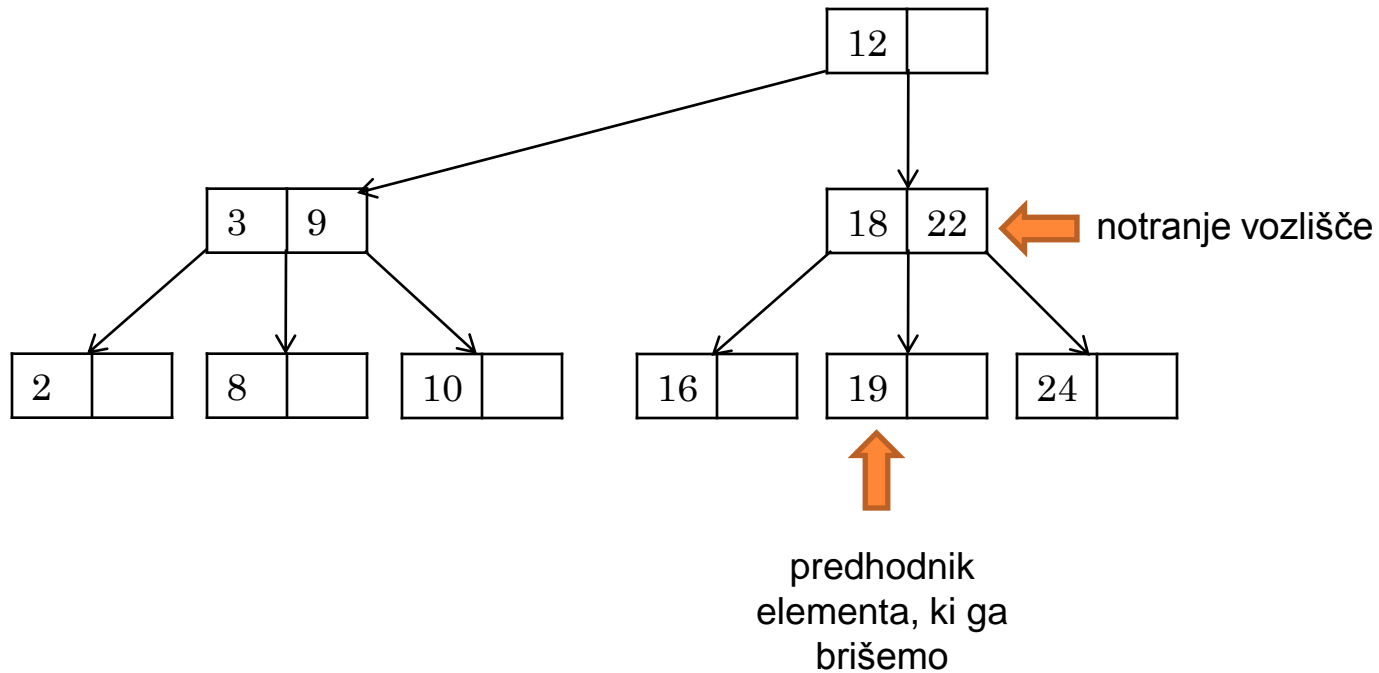 12
3 9
18 22
notranje vozlišče
2
8
10
16
19
24
predhodnik
elementa, ki ga
brišemo